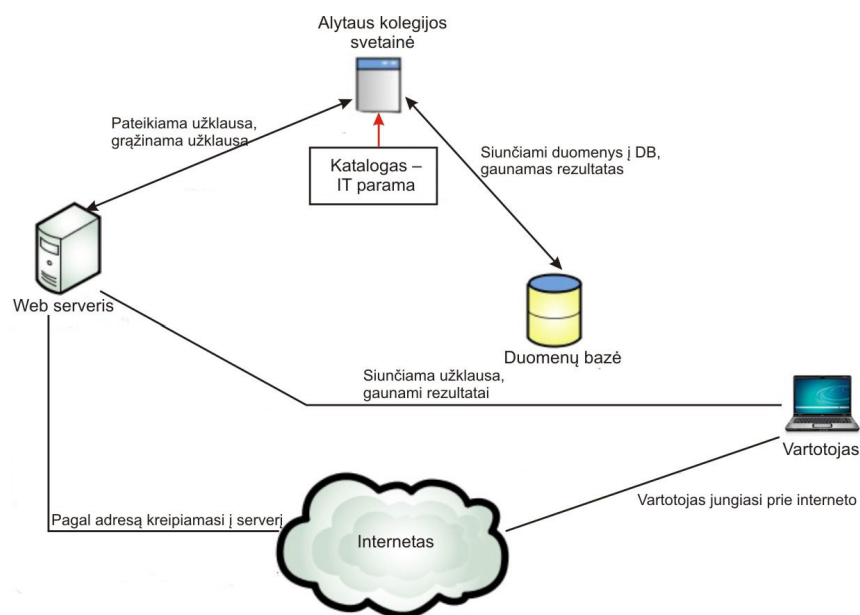 Alytaus kolegijos
svetainė
Pateikiama užklausa,
grąžinama užklausa
Katalogas –
IT parama
Siunčiami duomenys į DB,
gaunamas rezultatas
Web serveris
Duomenų bazė
Siunčiama užklausa,
gaunami rezultatai
Vartotojas
Vartotojas jungiasi prie interneto
Pagal adresą kreipiamasi į serverį
Internetas